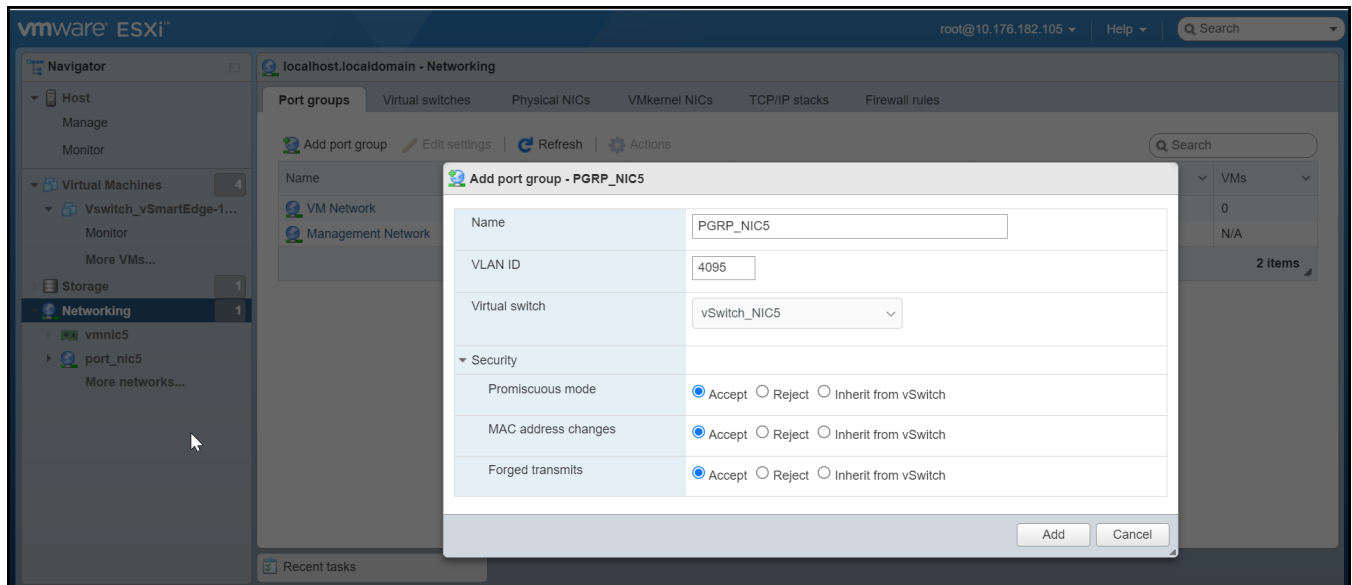 vmware ESXi™
root@10.176.182.105
Help
Search
Navigator
Host
Manage
Monitor
Virtual Machines
4
Vswitch_vSmartEdge-1...
Monitor
More VMs...
Storage
1
Networking
1
vmnic5
port_nic5
More networks...
localhost.localdomain - Networking
Port groups Virtual switches Physical NICs VMkernel NICs TCP/IP stacks Firewall rules
Add port group Edit settings Refresh Actions
Search
Name
VMs
VM Network
0
Management Network
N/A
2 items
Add port group - PGRP_NIC5
Name PGRP_NIC5
VLAN ID 4095
Virtual switch vSwitch_NIC5
Security
Promiscuous mode Accept Reject Inherit from vSwitch
MAC address changes Accept Reject Inherit from vSwitch
Forged transmits Accept Reject Inherit from vSwitch
Add Cancel
Recent tasks